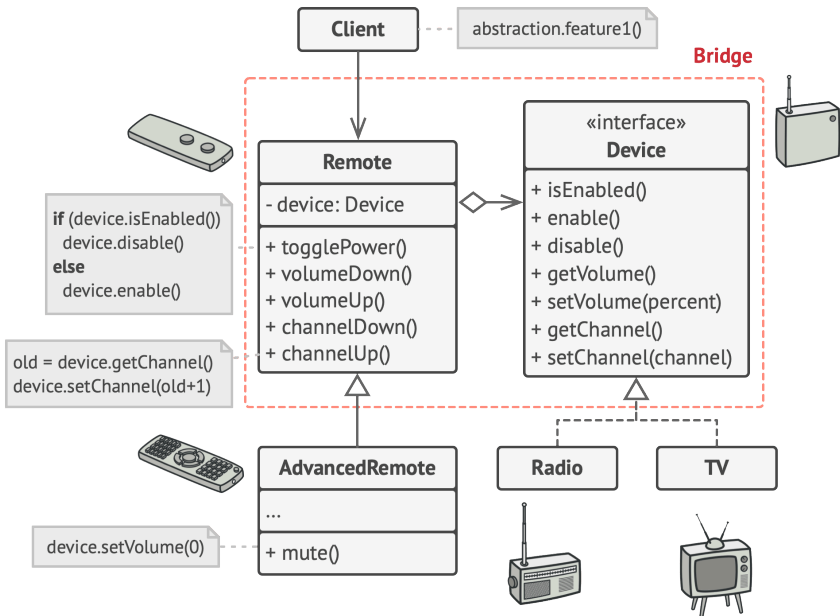 Client
abstraction.feature1()
Bridge
Remote
- device: Device
+ togglePower()
+ volumeDown()
+ volumeUp()
+ channelDown()
+ channelUp()
«interface»
Device
+ isEnabled()
+ enable()
+ disable()
+ getVolume()
+ setVolume(percent)
+ getChannel()
+ setChannel(channel)
if (device.isEnabled())
device.disable()
else
device.enable()
old = device.getChannel()
device.setChannel(old+1)
AdvancedRemote
...
+ mute()
device.setVolume(0)
Radio
TV